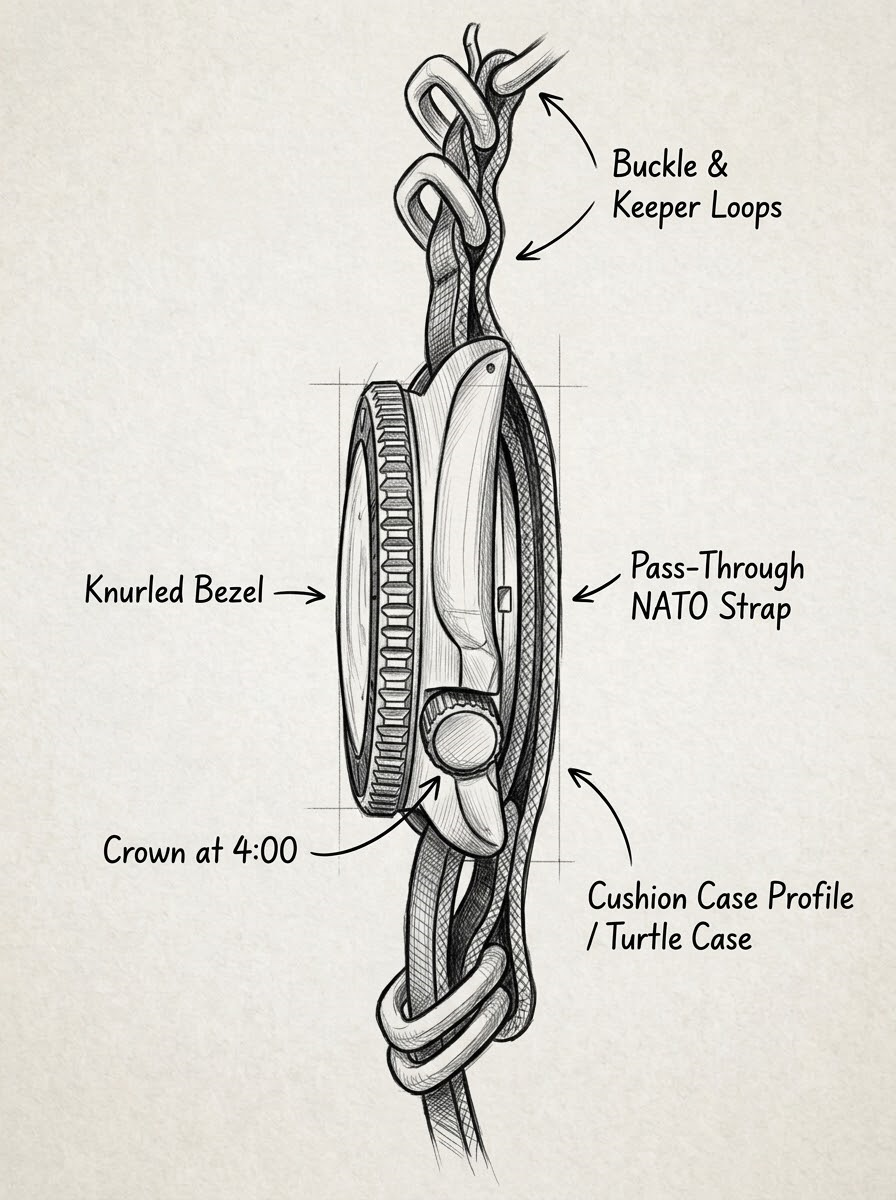 Buckle &
Keeper Loops
Knurled Bezel
Pass-Through
NATO Strap
Crown at 4:00
Cushion Case Profile
/ Turtle Case